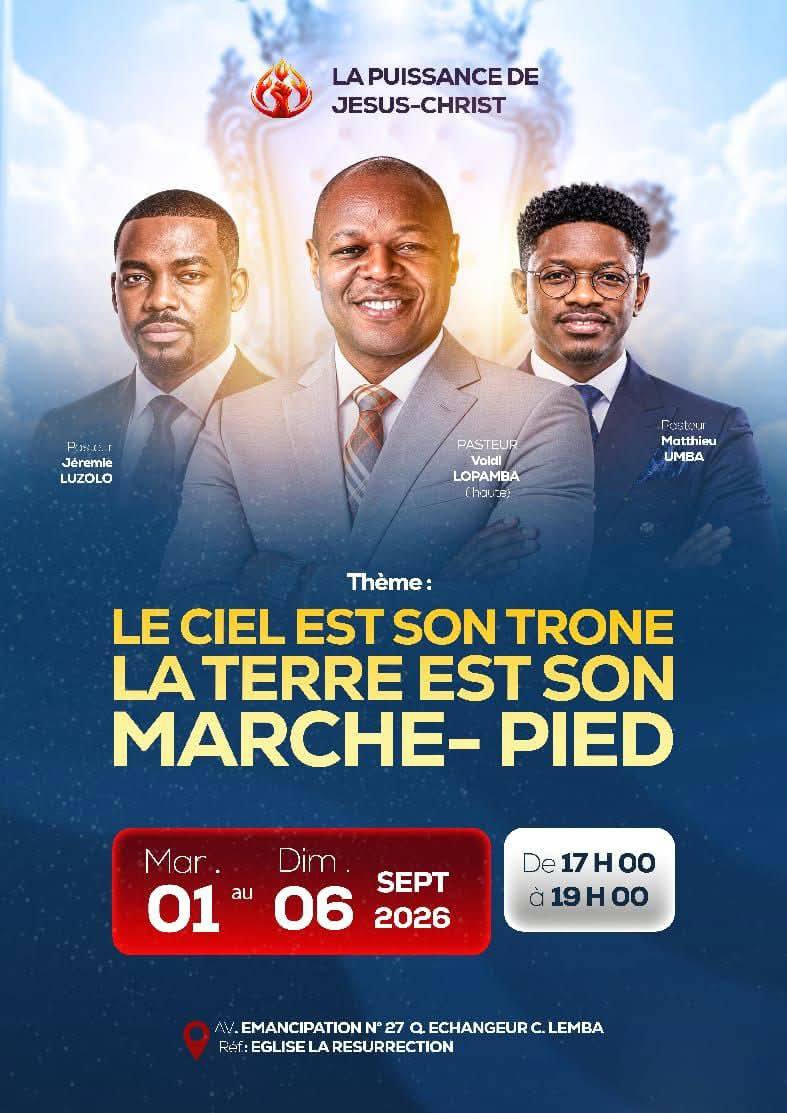 LA PUISSANCE DE
JESUS-CHRIST
Pasteur
Jéremie
LUZOLO
PASTEUR
Voldi
LOPAMBA
(haute)
Pasteur
Matthieu
UMBA
Thème :
LE CIEL EST SON TRONE
LA TERRE EST SON
MARCHE- PIED
Mar. 01 au Dim. 06 SEPT 2026
De 17 H 00
à 19 H 00
AV. EMANCIPATION N° 27 Q. ECHANGEUR C. LEMBA
Réf.: EGLISE LA RESURRECTION